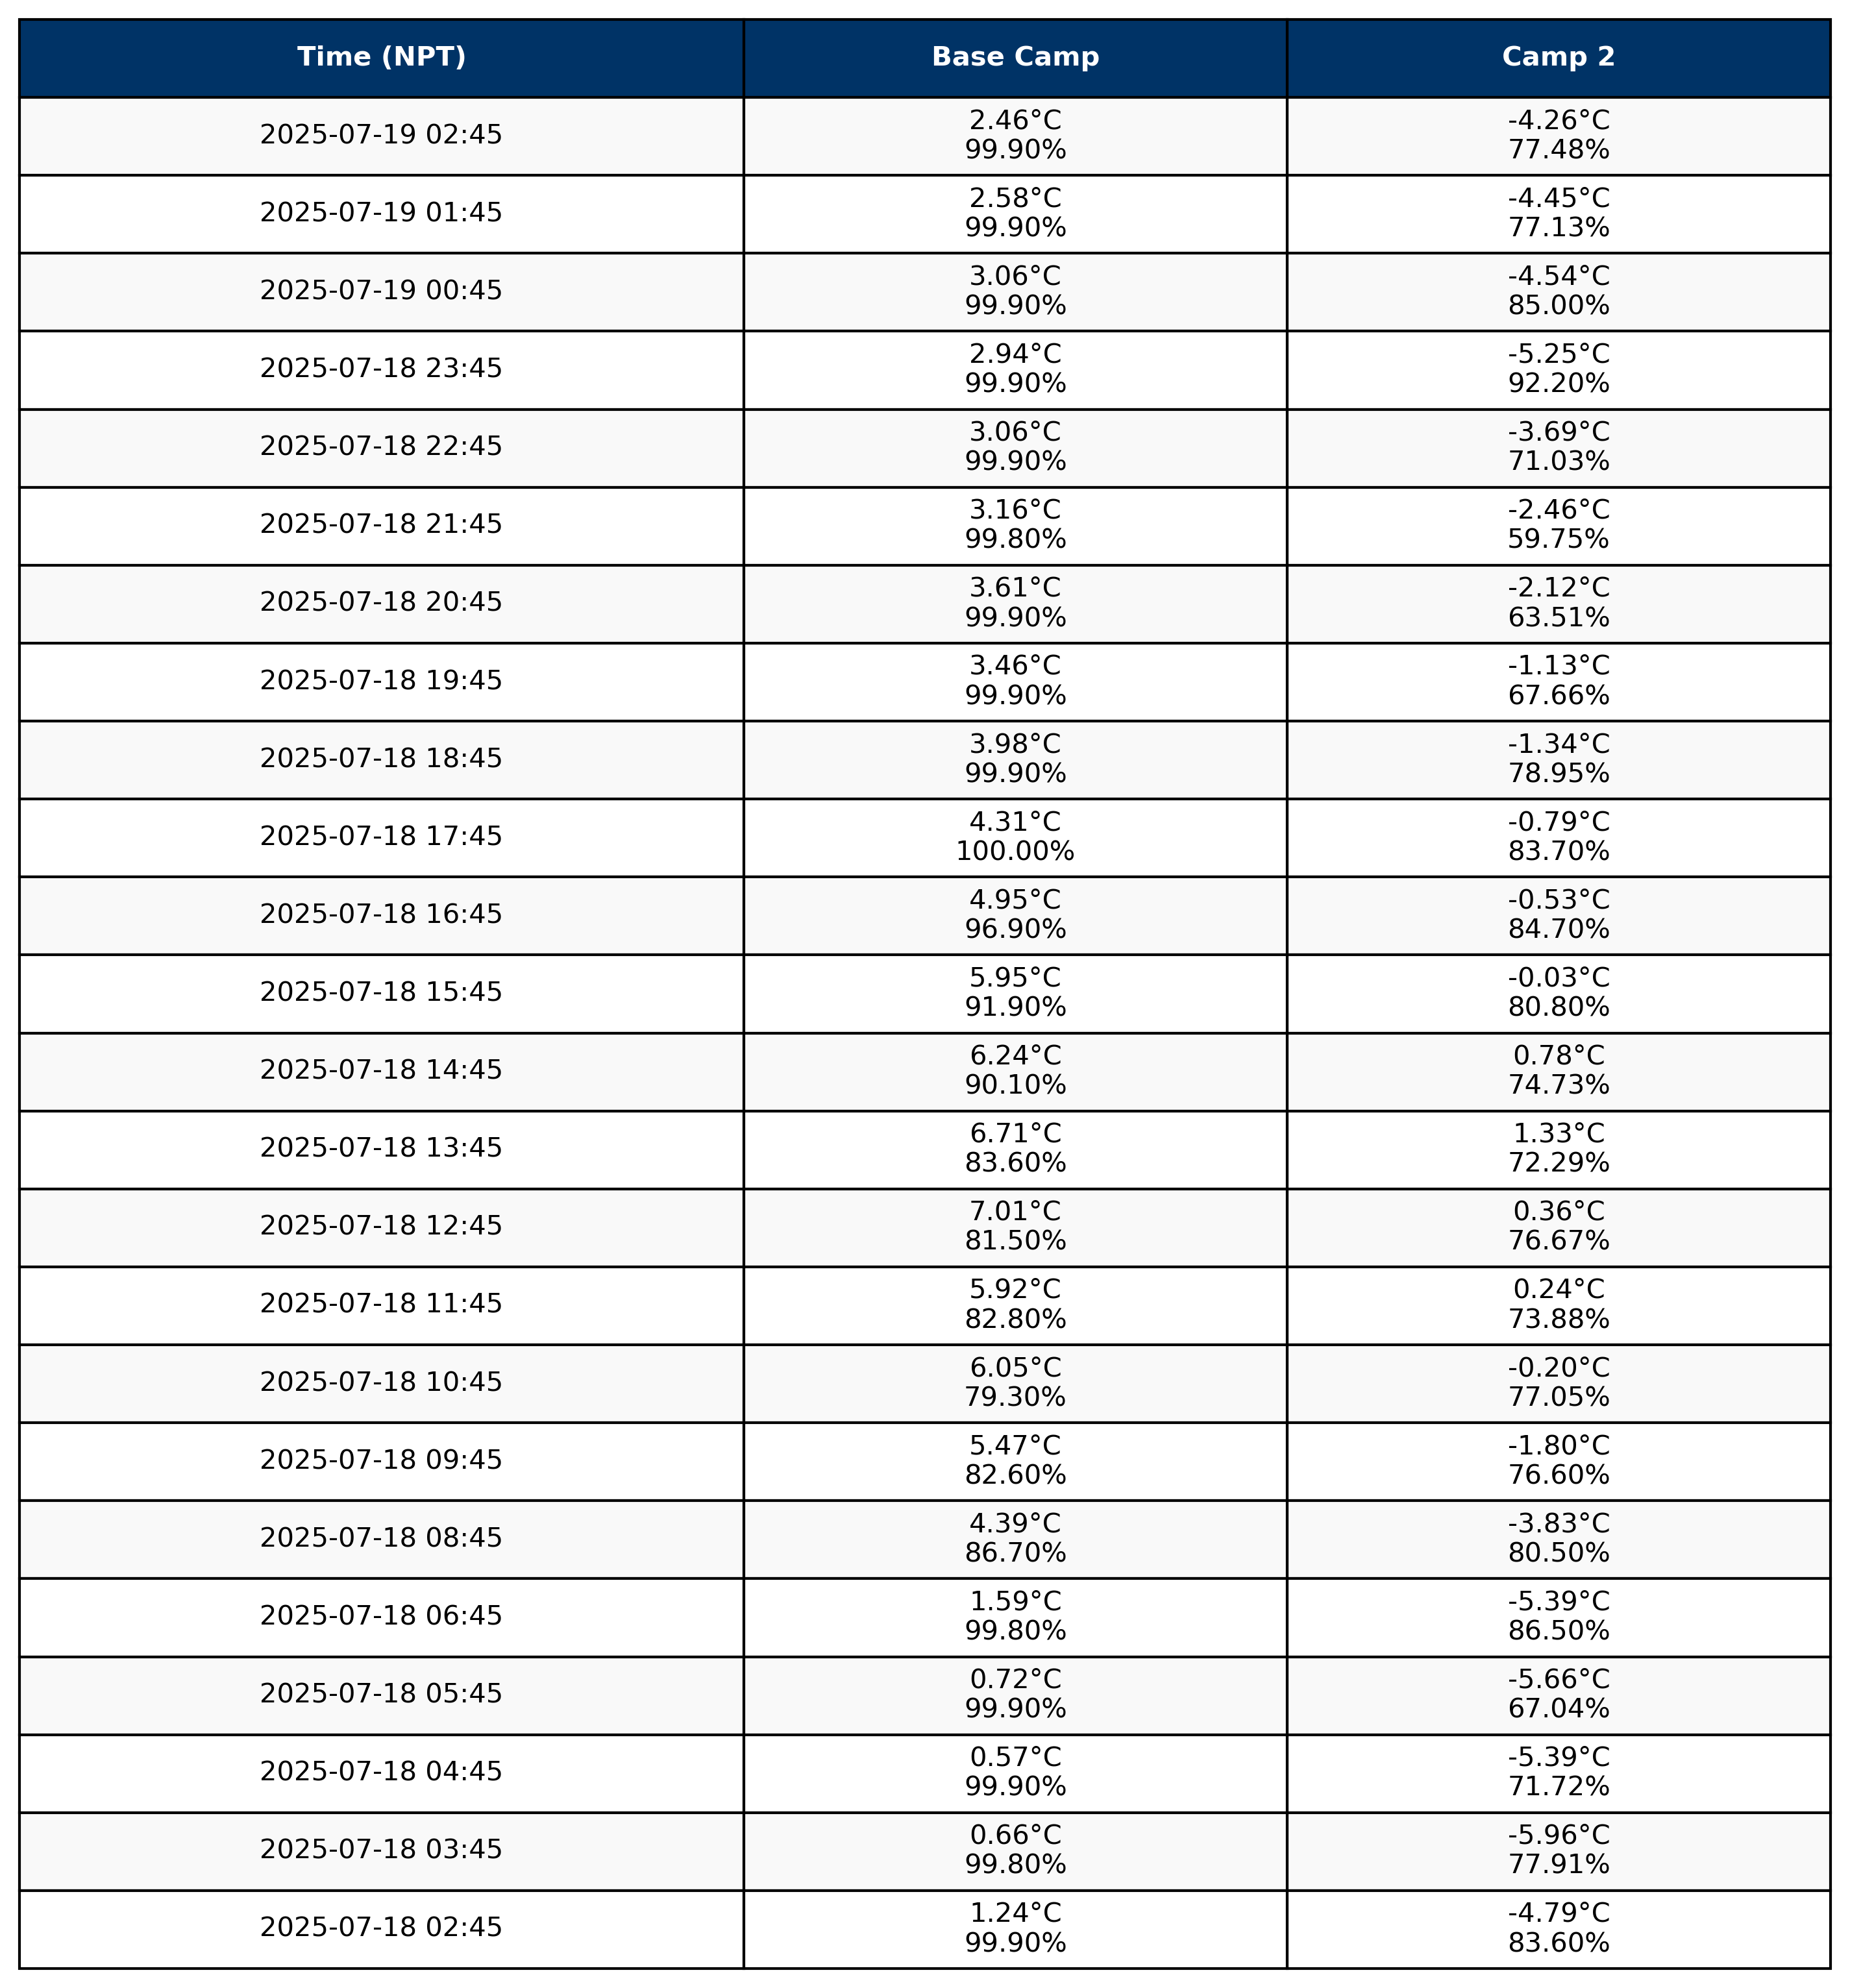 Time (NPT) Base Camp Camp 2
2025-07-19 02:45 2.46°C -4.26°C
99.90% 77.48%
2025-07-19 01:45 2.58°C -4.45°C
99.90% 77.13%
2025-07-19 00:45 3.06°C -4.54°C
99.90% 85.00%
2025-07-18 23:45 2.94°C -5.25°C
99.90% 92.20%
2025-07-18 22:45 3.06°C -3.69°C
99.90% 71.03%
2025-07-18 21:45 3.16°C -2.46°C
99.80% 59.75%
2025-07-18 20:45 3.61°C -2.12°C
99.90% 63.51%
2025-07-18 19:45 3.46°C -1.13°C
99.90% 67.66%
2025-07-18 18:45 3.98°C -1.34°C
99.90% 78.95%
2025-07-18 17:45 4.31°C -0.79°C
100.00% 83.70%
2025-07-18 16:45 4.95°C -0.53°C
96.90% 84.70%
2025-07-18 15:45 5.95°C -0.03°C
91.90% 80.80%
2025-07-18 14:45 6.24°C 0.78°C
90.10% 74.73%
2025-07-18 13:45 6.71°C 1.33°C
83.60% 72.29%
2025-07-18 12:45 7.01°C 0.36°C
81.50% 76.67%
2025-07-18 11:45 5.92°C 0.24°C
82.80% 73.88%
2025-07-18 10:45 6.05°C -0.20°C
79.30% 77.05%
2025-07-18 09:45 5.47°C -1.80°C
82.60% 76.60%
2025-07-18 08:45 4.39°C -3.83°C
86.70% 80.50%
2025-07-18 06:45 1.59°C -5.39°C
99.80% 86.50%
2025-07-18 05:45 0.72°C -5.66°C
99.90% 67.04%
2025-07-18 04:45 0.57°C -5.39°C
99.90% 71.72%
2025-07-18 03:45 0.66°C -5.96°C
99.80% 77.91%
2025-07-18 02:45 1.24°C -4.79°C
99.90% 83.60%